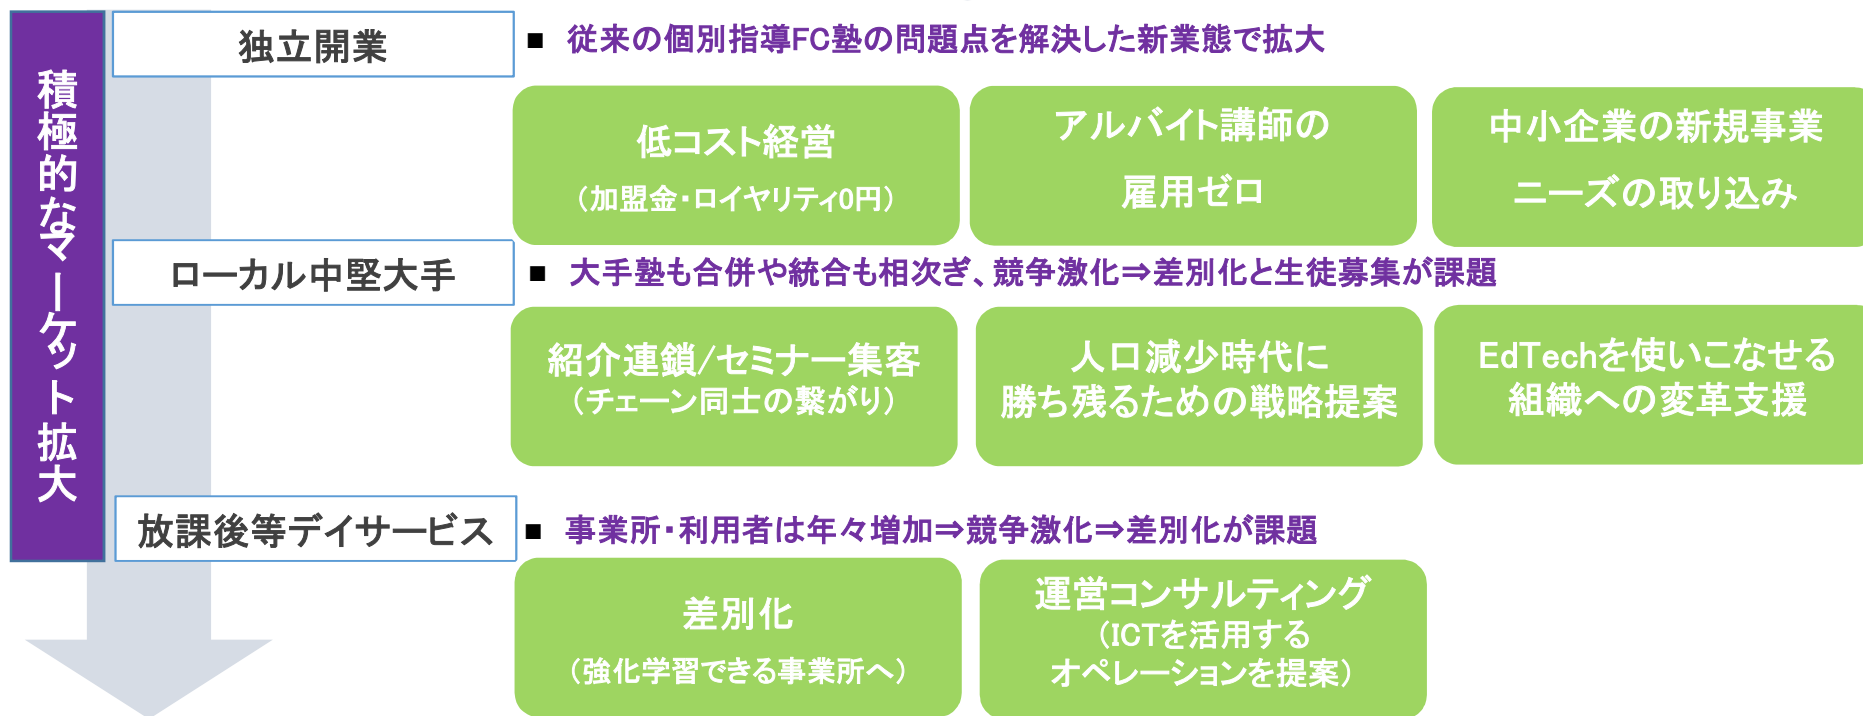 積極的なマーケット拡大
独立開業
■ 従来の個別指導FC塾の問題点を解決した新業態で拡大
低コスト経営
（加盟金・ロイヤリティ0円）
アルバイト講師の
雇用ゼロ
中小企業の新規事業
ニーズの取り込み
ローカル中堅大手
■ 大手塾も合併や統合も相次ぎ、競争激化⇒差別化と生徒募集が課題
紹介連鎖/セミナー集客
（チェーン同士の繋がり）
人口減少時代に
勝ち残るための戦略提案
EdTechを使いこなせる
組織への変革支援
放課後等デイサービス
■ 事業所・利用者は年々増加⇒競争激化⇒差別化が課題
差別化
（強化学習できる事業所へ）
運営コンサルティング
（ICTを活用する
オペレーションを提案）